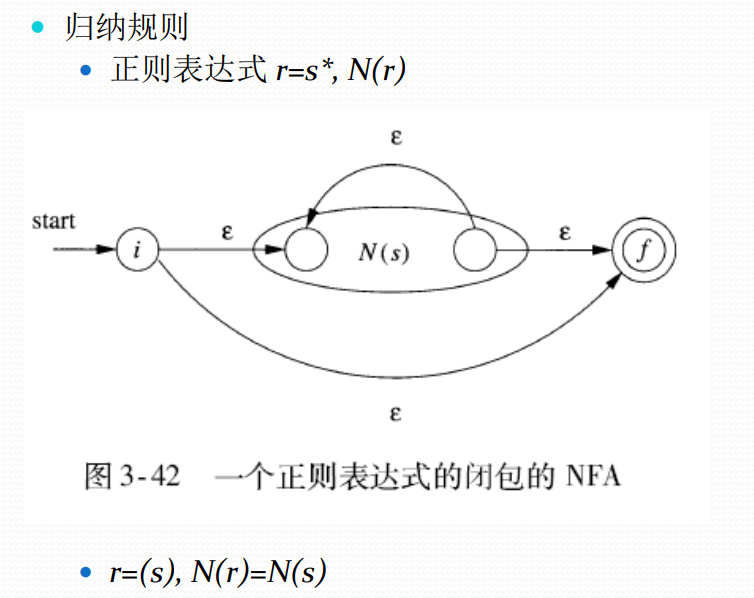 归纳规则
正则表达式 r=s*, N(r)
ε
start
i
ε
N(s)
ε
f
ε
图 3-42 一个正则表达式的闭包的 NFA
r=(s), N(r)=N(s)